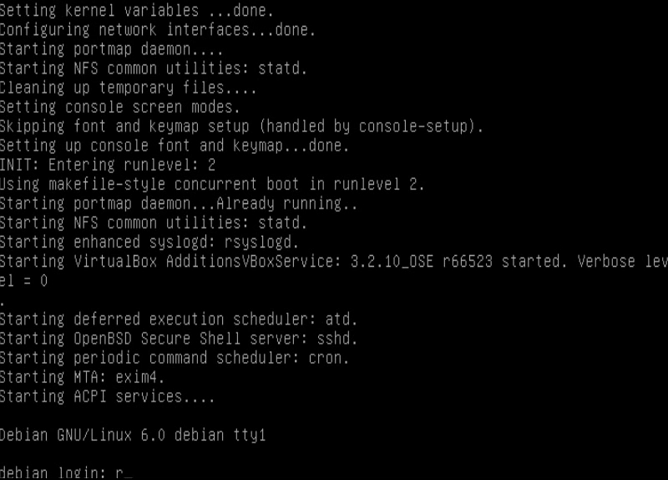 Setting kernel variables ...done.
Configuring network interfaces...done.
Starting portmap daemon....
Starting NFS common utilities: statd.
Cleaning up temporary files....
Setting console screen modes.
Skipping font and keymap setup (handled by console-setup).
Setting up console font and keymap...done.
INIT: Entering runlevel: 2
Using makefile-style concurrent boot in runlevel 2.
Starting portmap daemon...Already running..
Starting NFS common utilities: statd.
Starting enhanced syslogd: rsyslogd.
Starting VirtualBox AdditionsVBoxService: 3.2.10_OSE r66523 started. Verbose lev
el = 0
.
Starting deferred execution scheduler: atd.
Starting OpenBSD Secure Shell server: sshd.
Starting periodic command scheduler: cron.
Starting MTA: exim4.
Starting ACPI services....
Debian GNU/Linux 6.0 debian tty1
debian login: r_